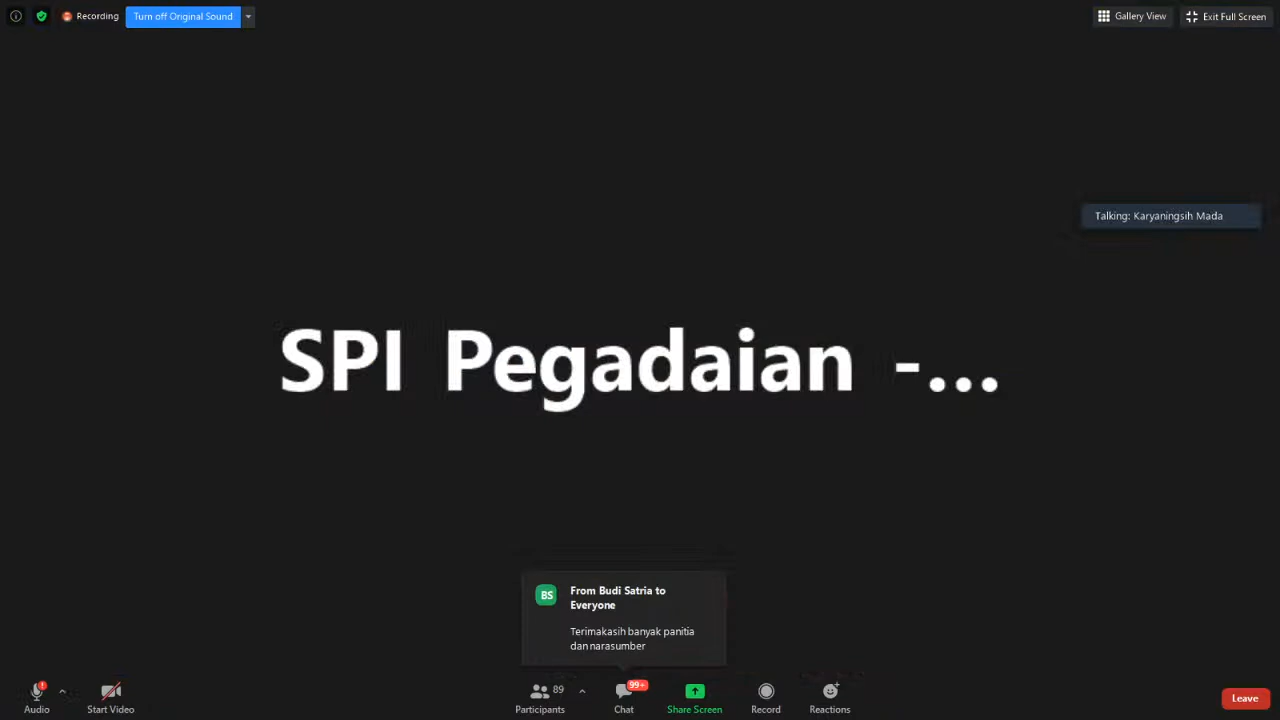 Recording
Turn off Original Sound
Gallery View
Exit Full Screen
Talking: Karyaningsih Mada
SPI Pegadaian -...
BS
From Budi Satria to
Everyone
Terimakasih banyak panitia
dan narasumber
Audio
Start Video
Participants
89
Chat
99+
Share Screen
Record
Reactions
Leave